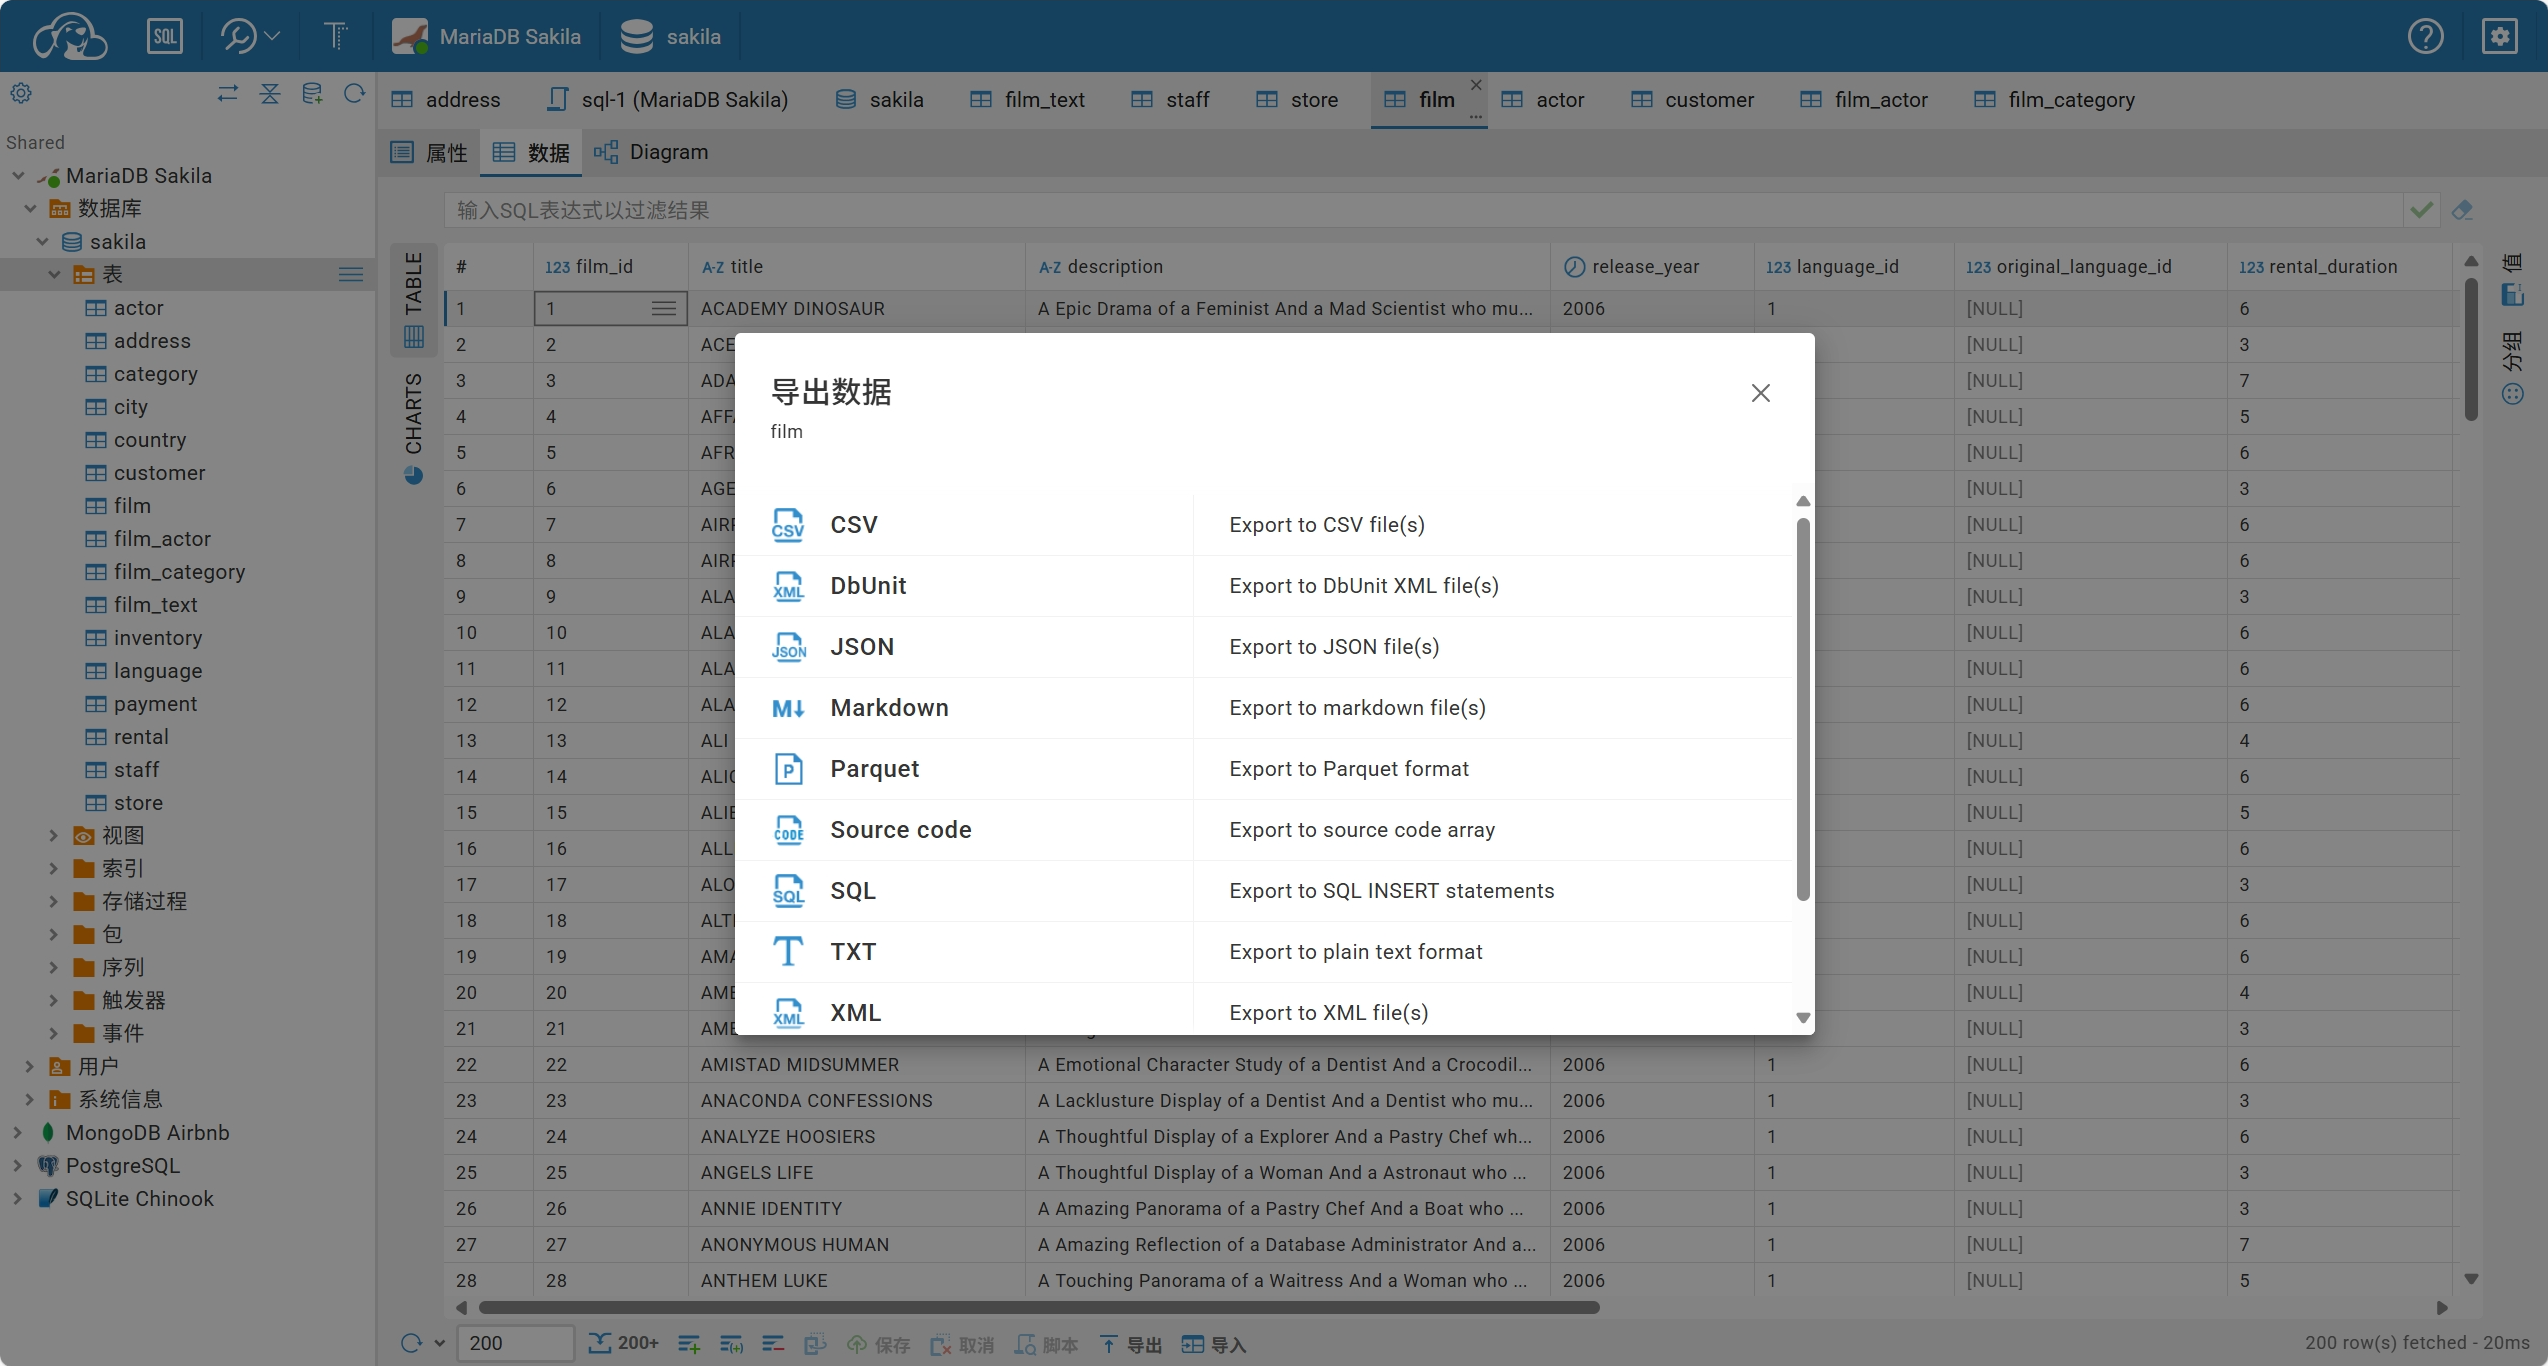 SQL
MariaDB Sakila
sakila
Shared
MariaDB Sakila
数据库
sakila
表
actor
address
category
city
country
customer
film
film_actor
film_category
film_text
inventory
language
payment
rental
staff
store
视图
索引
存储过程
包
序列
触发器
事件
用户
系统信息
MongoDB Airbnb
PostgreSQL
SQLite Chinook
address
sql-1 (MariaDB Sakila)
sakila
film_text
staff
store
film
actor
customer
film_actor
film_category
属性
数据
Diagram
输入SQL表达式以过滤结果
TABLE
CHARTS
值
分组
# 123 film_id A-Z title A-Z description release_year 123 language_id 123 original_language_id 123 rental_duration
1 1 ACADEMY DINOSAUR A Epic Drama of a Feminist And a Mad Scientist who mu... 2006 1 [NULL] 6
2 2 ACE [NULL] 3
3 3 ADA [NULL] 7
4 4 AFF [NULL] 5
5 5 AFR [NULL] 6
6 6 AGE [NULL] 3
7 7 AIR [NULL] 6
8 8 AIR [NULL] 6
9 9 ALA [NULL] 3
10 10 ALA [NULL] 6
11 11 ALA [NULL] 6
12 12 ALA [NULL] 6
13 13 ALI [NULL] 4
14 14 ALI [NULL] 6
15 15 ALI [NULL] 5
16 16 ALL [NULL] 6
17 17 ALO [NULL] 3
18 18 ALT [NULL] 6
19 19 AMA [NULL] 6
20 20 AME [NULL] 4
21 21 AME [NULL] 3
22 22 AMISTAD MIDSUMMER A Emotional Character Study of a Dentist And a Crocodil... 2006 1 [NULL] 6
23 23 ANACONDA CONFESSIONS A Lacklusture Display of a Dentist And a Dentist who mu... 2006 1 [NULL] 3
24 24 ANALYZE HOOSIERS A Thoughtful Display of a Explorer And a Pastry Chef wh... 2006 1 [NULL] 6
25 25 ANGELS LIFE A Thoughtful Display of a Woman And a Astronaut who ... 2006 1 [NULL] 3
26 26 ANNIE IDENTITY A Amazing Panorama of a Pastry Chef And a Boat who ... 2006 1 [NULL] 3
27 27 ANONYMOUS HUMAN A Amazing Reflection of a Database Administrator And a... 2006 1 [NULL] 7
28 28 ANTHEM LUKE A Touching Panorama of a Waitress And a Woman who ... 2006 1 [NULL] 5
导出数据
film
CSV CSV Export to CSV file(s)
XML DbUnit Export to DbUnit XML file(s)
JSON JSON Export to JSON file(s)
M Markdown Export to markdown file(s)
P Parquet Export to Parquet format
CODE Source code Export to source code array
SQL SQL Export to SQL INSERT statements
T TXT Export to plain text format
XML XML Export to XML file(s)
200 200+ 保存 取消 脚本 导出 导入
200 row(s) fetched - 20ms